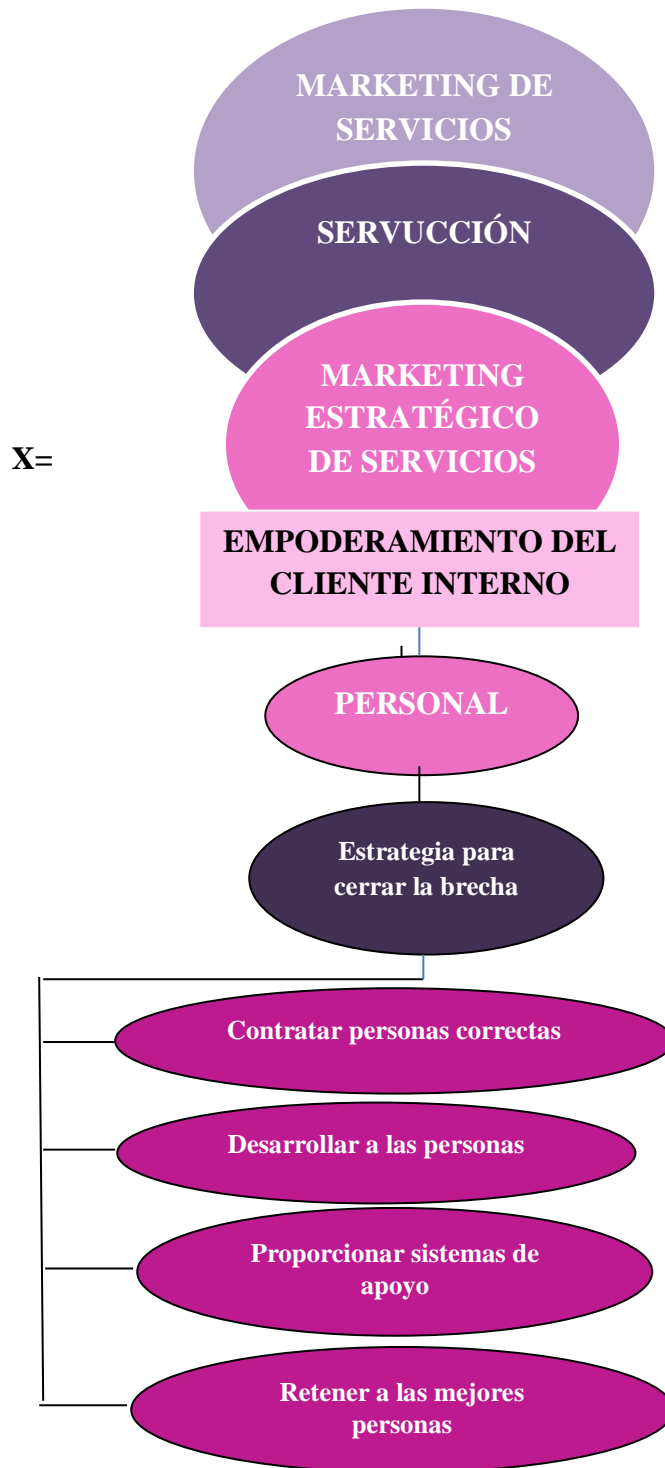 MARKETING DE
SERVICIOS
SERVUCCIÓN
MARKETING
ESTRATÉGICO
DE SERVICIOS
X=
EMPODERAMIENTO DEL
CLIENTE INTERNO
PERSONAL
Estrategia para
cerrar la brecha
Contratar personas correctas
Desarrollar a las personas
Proporcionar sistemas de
apoyo
Retener a las mejores
personas